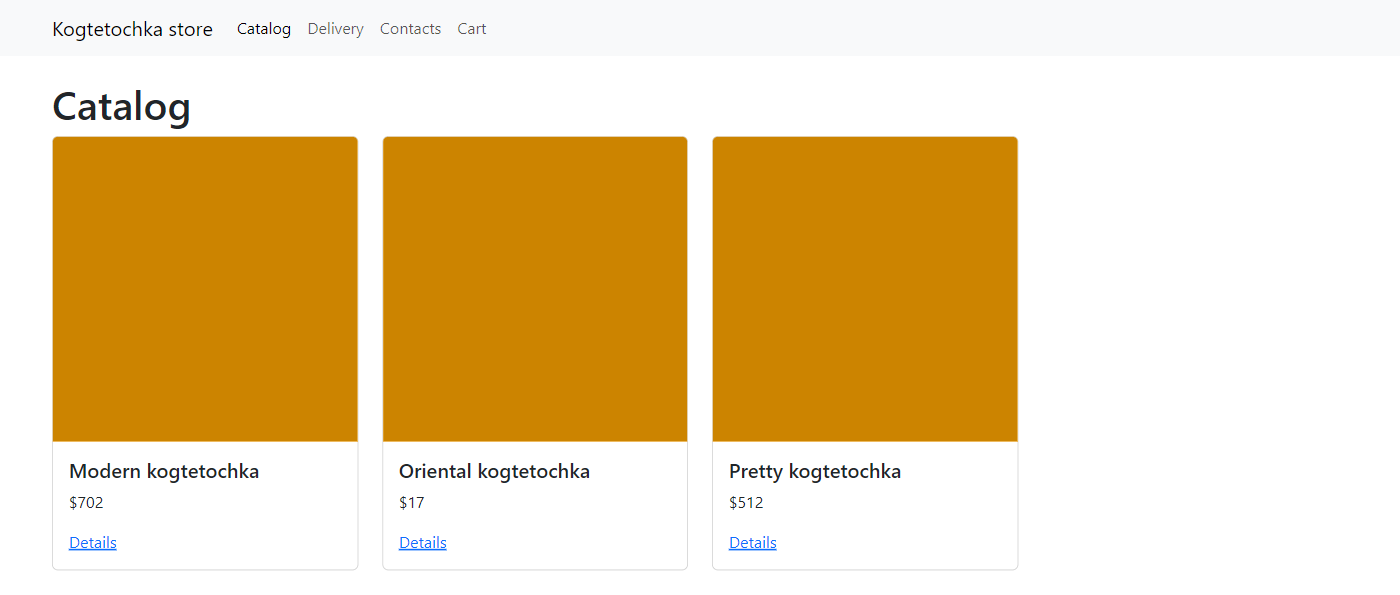 Kogtetochka store Catalog Delivery Contacts Cart
Catalog
Modern kogtetochka
$702
Details
Oriental kogtetochka
$17
Details
Pretty kogtetochka
$512
Details